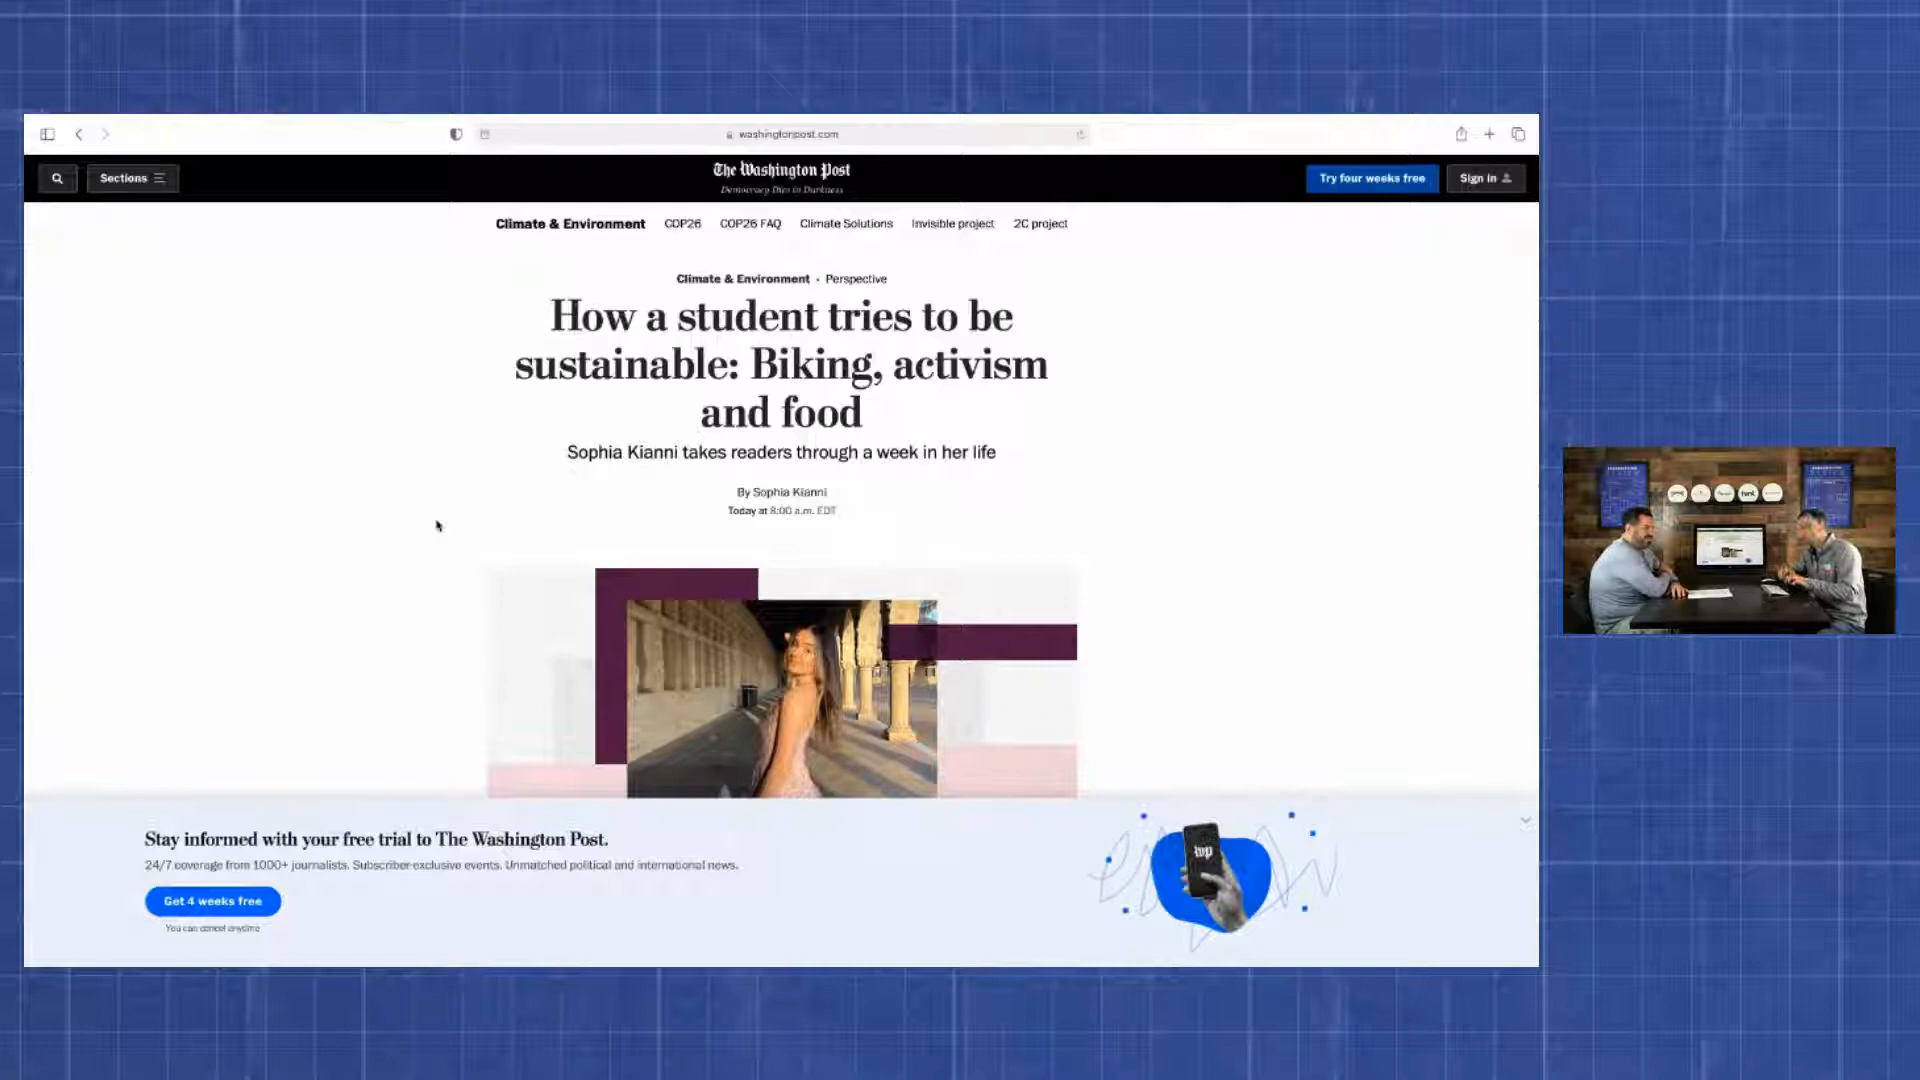 washingtonpost.com
Sections
The Washington Post
Democracy Dies in Darkness
Try four weeks free
Sign in
Climate & Environment COP26 COP26 FAQ Climate Solutions Invisible project 2C project
Climate & Environment • Perspective
How a student tries to be
sustainable: Biking, activism
and food
Sophia Kianni takes readers through a week in her life
By Sophia Kianni
Today at 8:00 a.m. EDT
Stay informed with your free trial to The Washington Post.
24/7 coverage from 1000+ journalists. Subscriber-exclusive events. Unmatched political and international news.
Get 4 weeks free
You can cancel anytime
wp